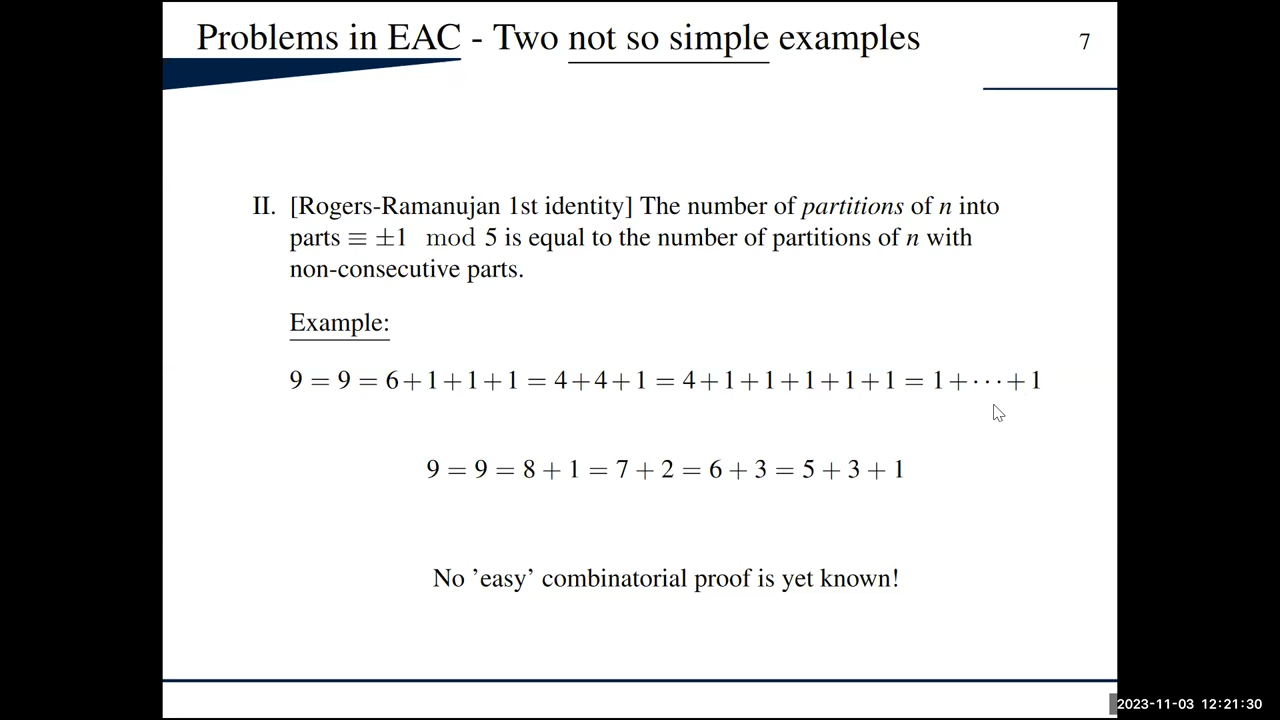 Problems in EAC - Two not so simple examples
7
II. [Rogers-Ramanujan 1st identity] The number of partitions of n into
parts ≡ ±1 mod 5 is equal to the number of partitions of n with
non-consecutive parts.
Example:
9 = 9 = 6+1+1+1 = 4+4+1 = 4+1+1+1+1+1 = 1+⋯+1
9 = 9 = 8 + 1 = 7 + 2 = 6 + 3 = 5 + 3 + 1
No ’easy’ combinatorial proof is yet known!
2023-11-03 12:21:30